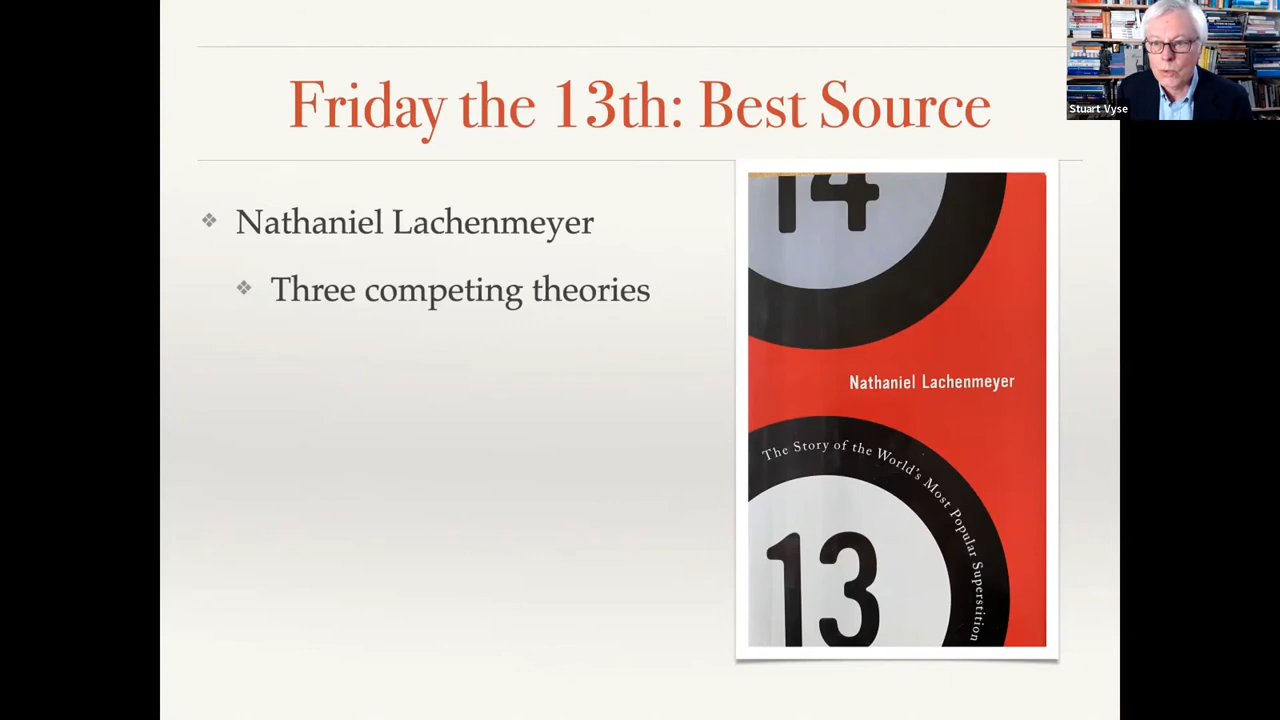 Friday the 13th: Best Source
Stuart Vyse
Nathaniel Lachenmeyer
Three competing theories
14
Nathaniel Lachenmeyer
The Story of the World's Most Popular Superstition
13